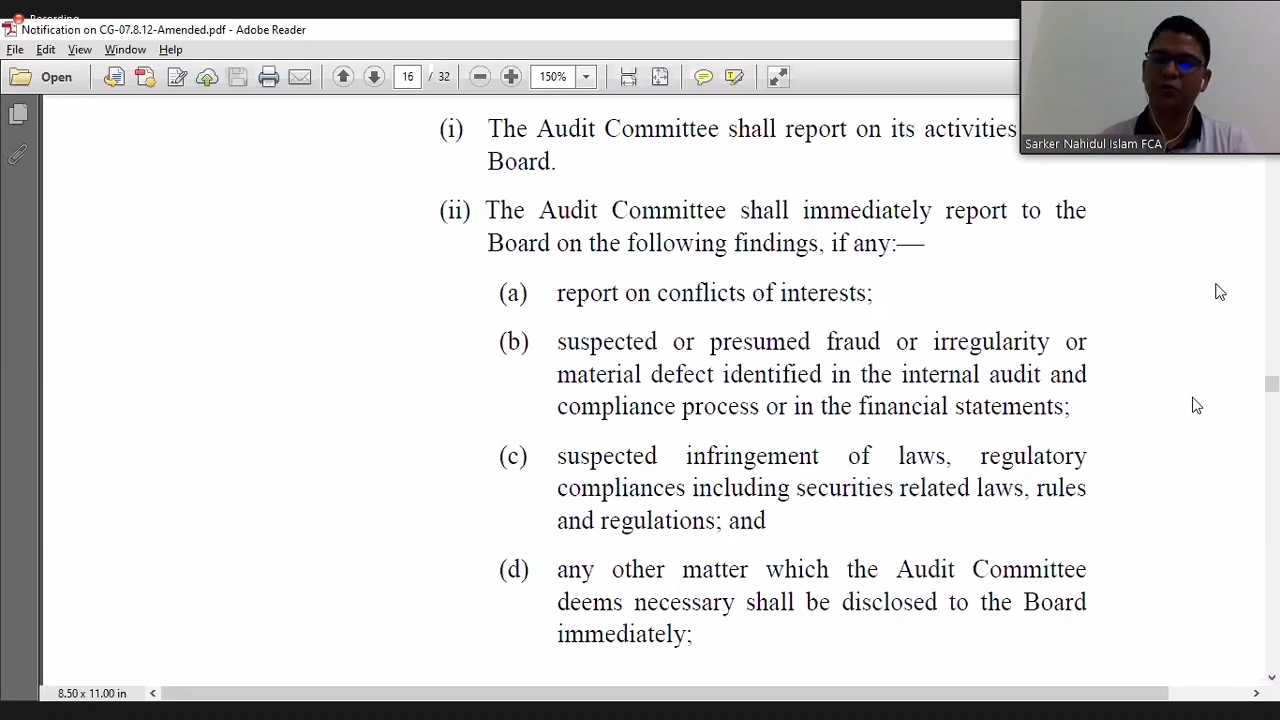 Recording
Notification on CG-07.8.12-Amended.pdf - Adobe Reader
File Edit View Window Help
Open 16 / 32 150%
Sarker Nahidul Islam FCA
(i) The Audit Committee shall report on its activities
Board.
(ii) The Audit Committee shall immediately report to the
Board on the following findings, if any:—
(a) report on conflicts of interests;
(b) suspected or presumed fraud or irregularity or
material defect identified in the internal audit and
compliance process or in the financial statements;
(c) suspected infringement of laws, regulatory
compliances including securities related laws, rules
and regulations; and
(d) any other matter which the Audit Committee
deems necessary shall be disclosed to the Board
immediately;
8.50 x 11.00 in